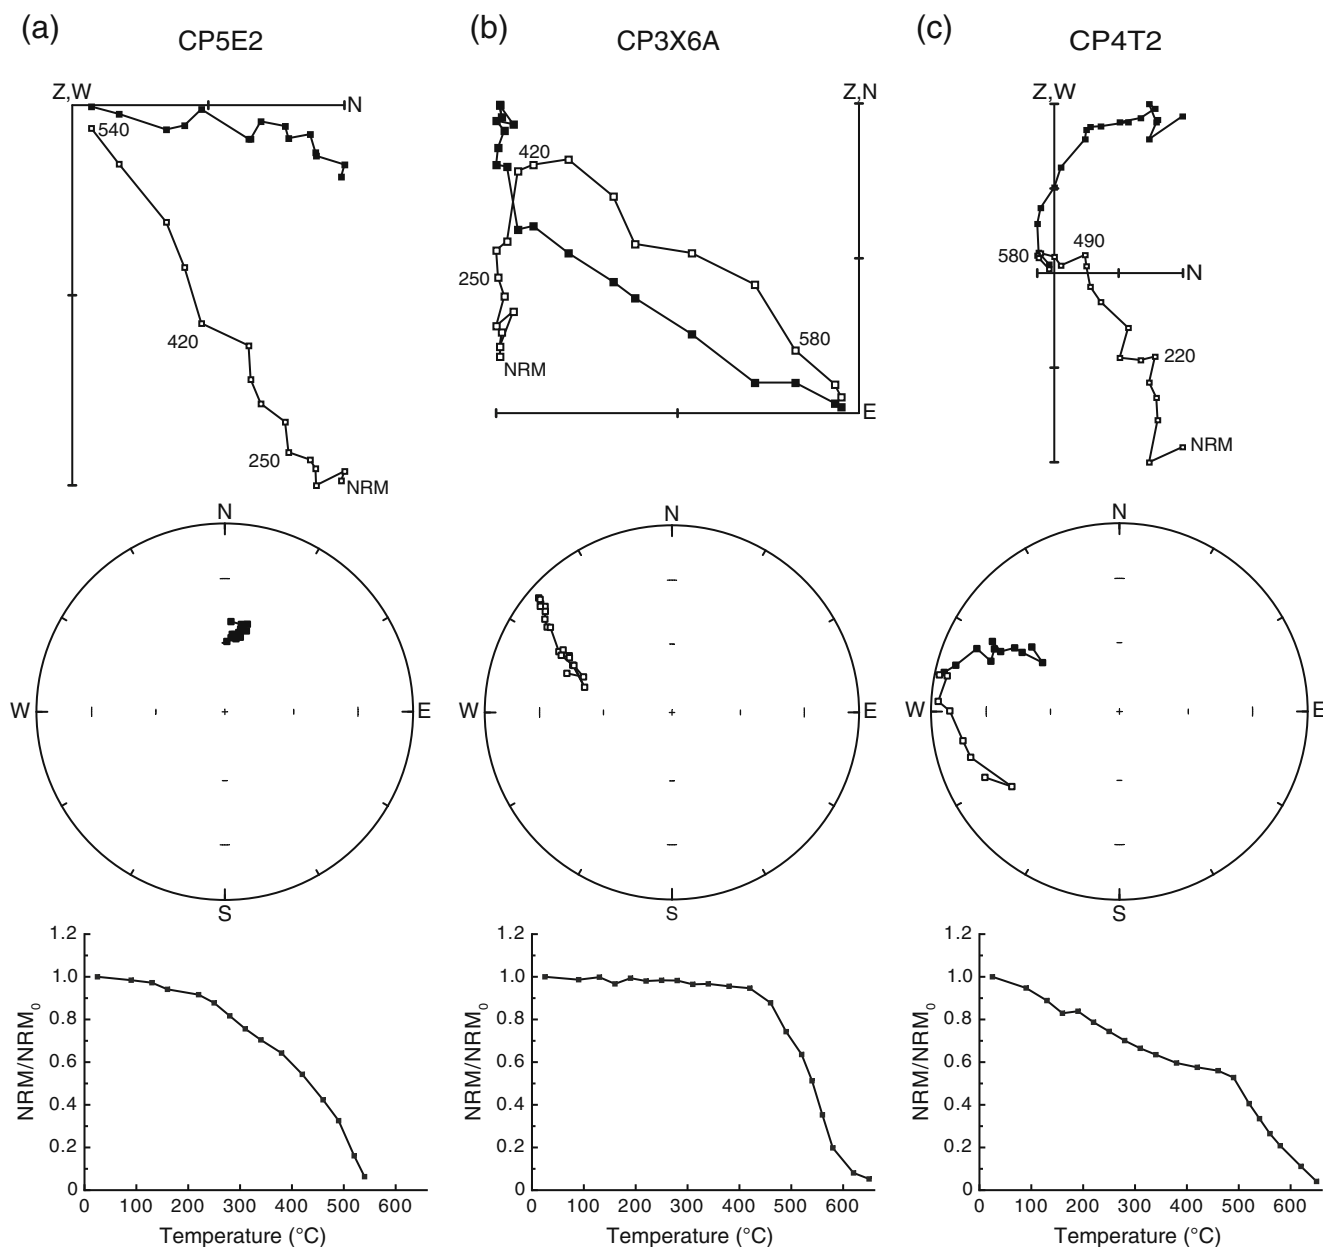 (a) CP5E2
(b) CP3X6A
(c) CP4T2
Z,W
N
540
420
250
NRM
Z,N
420
250
NRM
580
E
Z,W
580
490
N
220
NRM
N
W
E
S
N
W
E
S
N
W
E
S
NRM/NRM0
1.2
1.0
0.8
0.6
0.4
0.2
0
0 100 200 300 400 500 600
Temperature (°C)
NRM/NRM0
1.2
1.0
0.8
0.6
0.4
0.2
0
0 100 200 300 400 500 600
Temperature (°C)
NRM/NRM0
1.2
1.0
0.8
0.6
0.4
0.2
0
0 100 200 300 400 500 600
Temperature (°C)